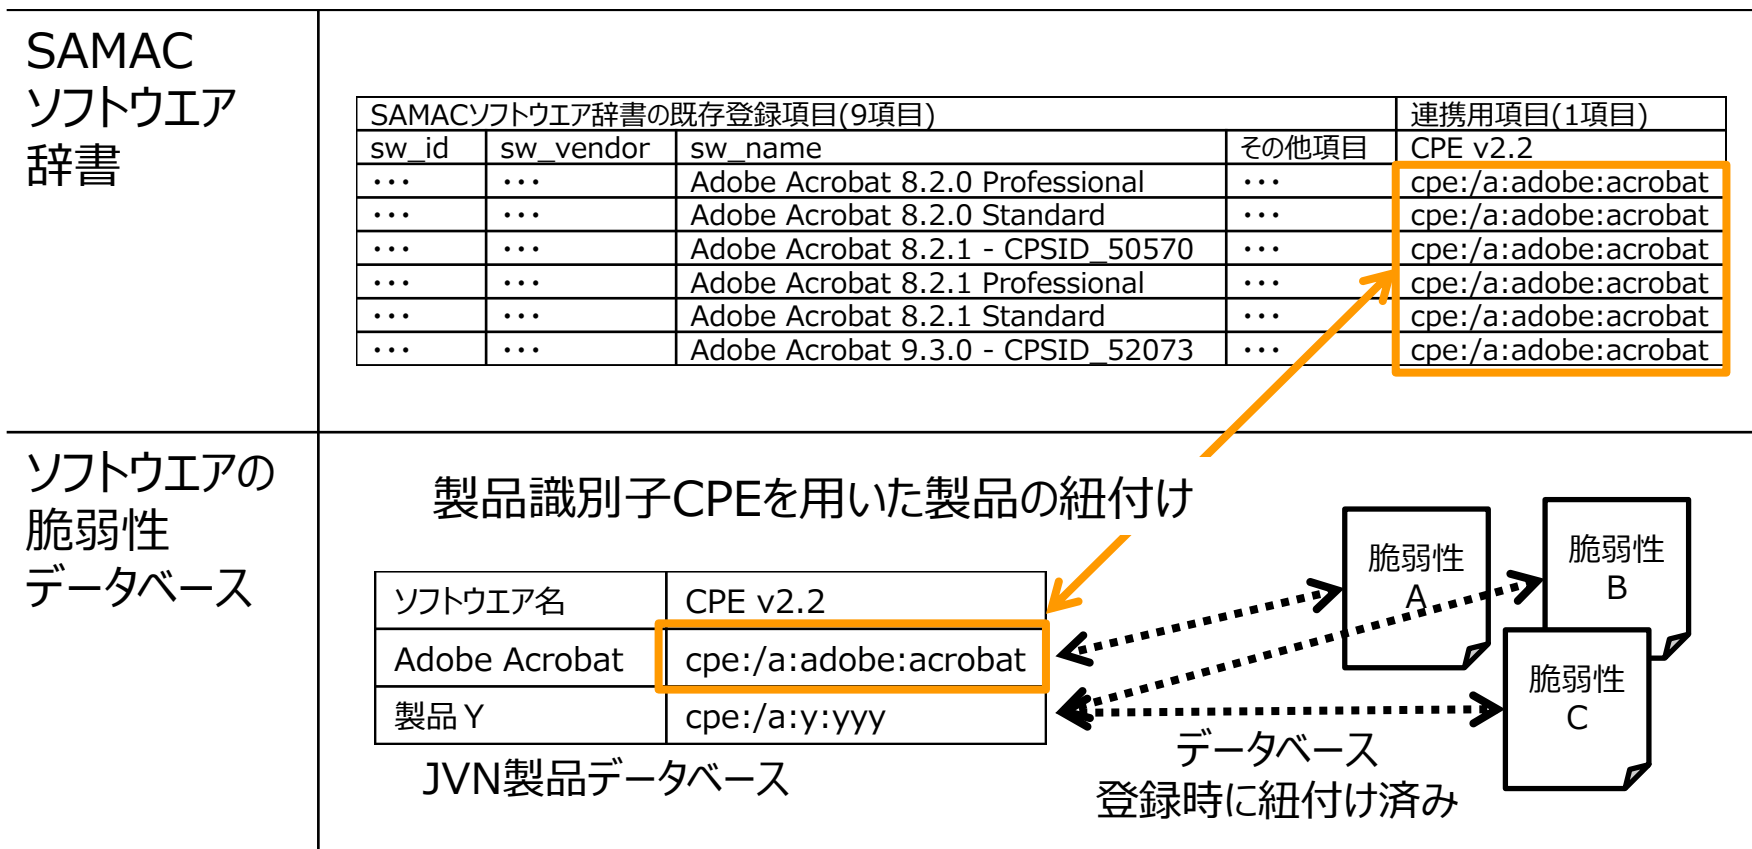 SAMAC
ソフトウエア
辞書
SAMACソフトウエア辞書の既存登録項目(9項目) 連携用項目(1項目)
sw_id sw_vendor sw_name その他項目 CPE v2.2
・・・ ・・・ Adobe Acrobat 8.2.0 Professional ・・・ cpe:/a:adobe:acrobat
・・・ ・・・ Adobe Acrobat 8.2.0 Standard ・・・ cpe:/a:adobe:acrobat
・・・ ・・・ Adobe Acrobat 8.2.1 - CPSID_50570 ・・・ cpe:/a:adobe:acrobat
・・・ ・・・ Adobe Acrobat 8.2.1 Professional ・・・ cpe:/a:adobe:acrobat
・・・ ・・・ Adobe Acrobat 8.2.1 Standard ・・・ cpe:/a:adobe:acrobat
・・・ ・・・ Adobe Acrobat 9.3.0 - CPSID_52073 ・・・ cpe:/a:adobe:acrobat
ソフトウエアの
脆弱性
データベース
製品識別子CPEを用いた製品の紐付け
ソフトウエア名 CPE v2.2
Adobe Acrobat cpe:/a:adobe:acrobat
製品Y cpe:/a:y:yyy
JVN製品データベース
脆弱性
A
脆弱性
B
脆弱性
C
データベース
登録時に紐付け済み